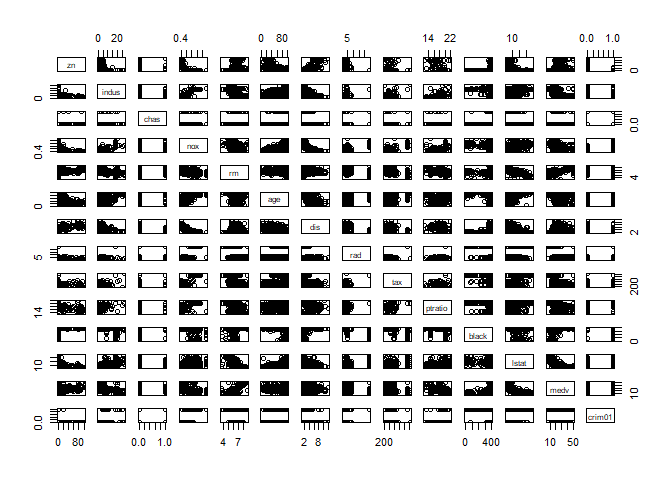 0 20 0.4 0 80 5 14 22 10 0.0 1.0
zn 0
0 indus
chas 0.0
0.4 nox
rm 4
0 age
dis 2
5 rad
tax 200
14 ptratio
black 0
10 lstat
medv 10
0.0 crim01
0 80 0.0 1.0 4 7 2 8 200 0 400 10 50